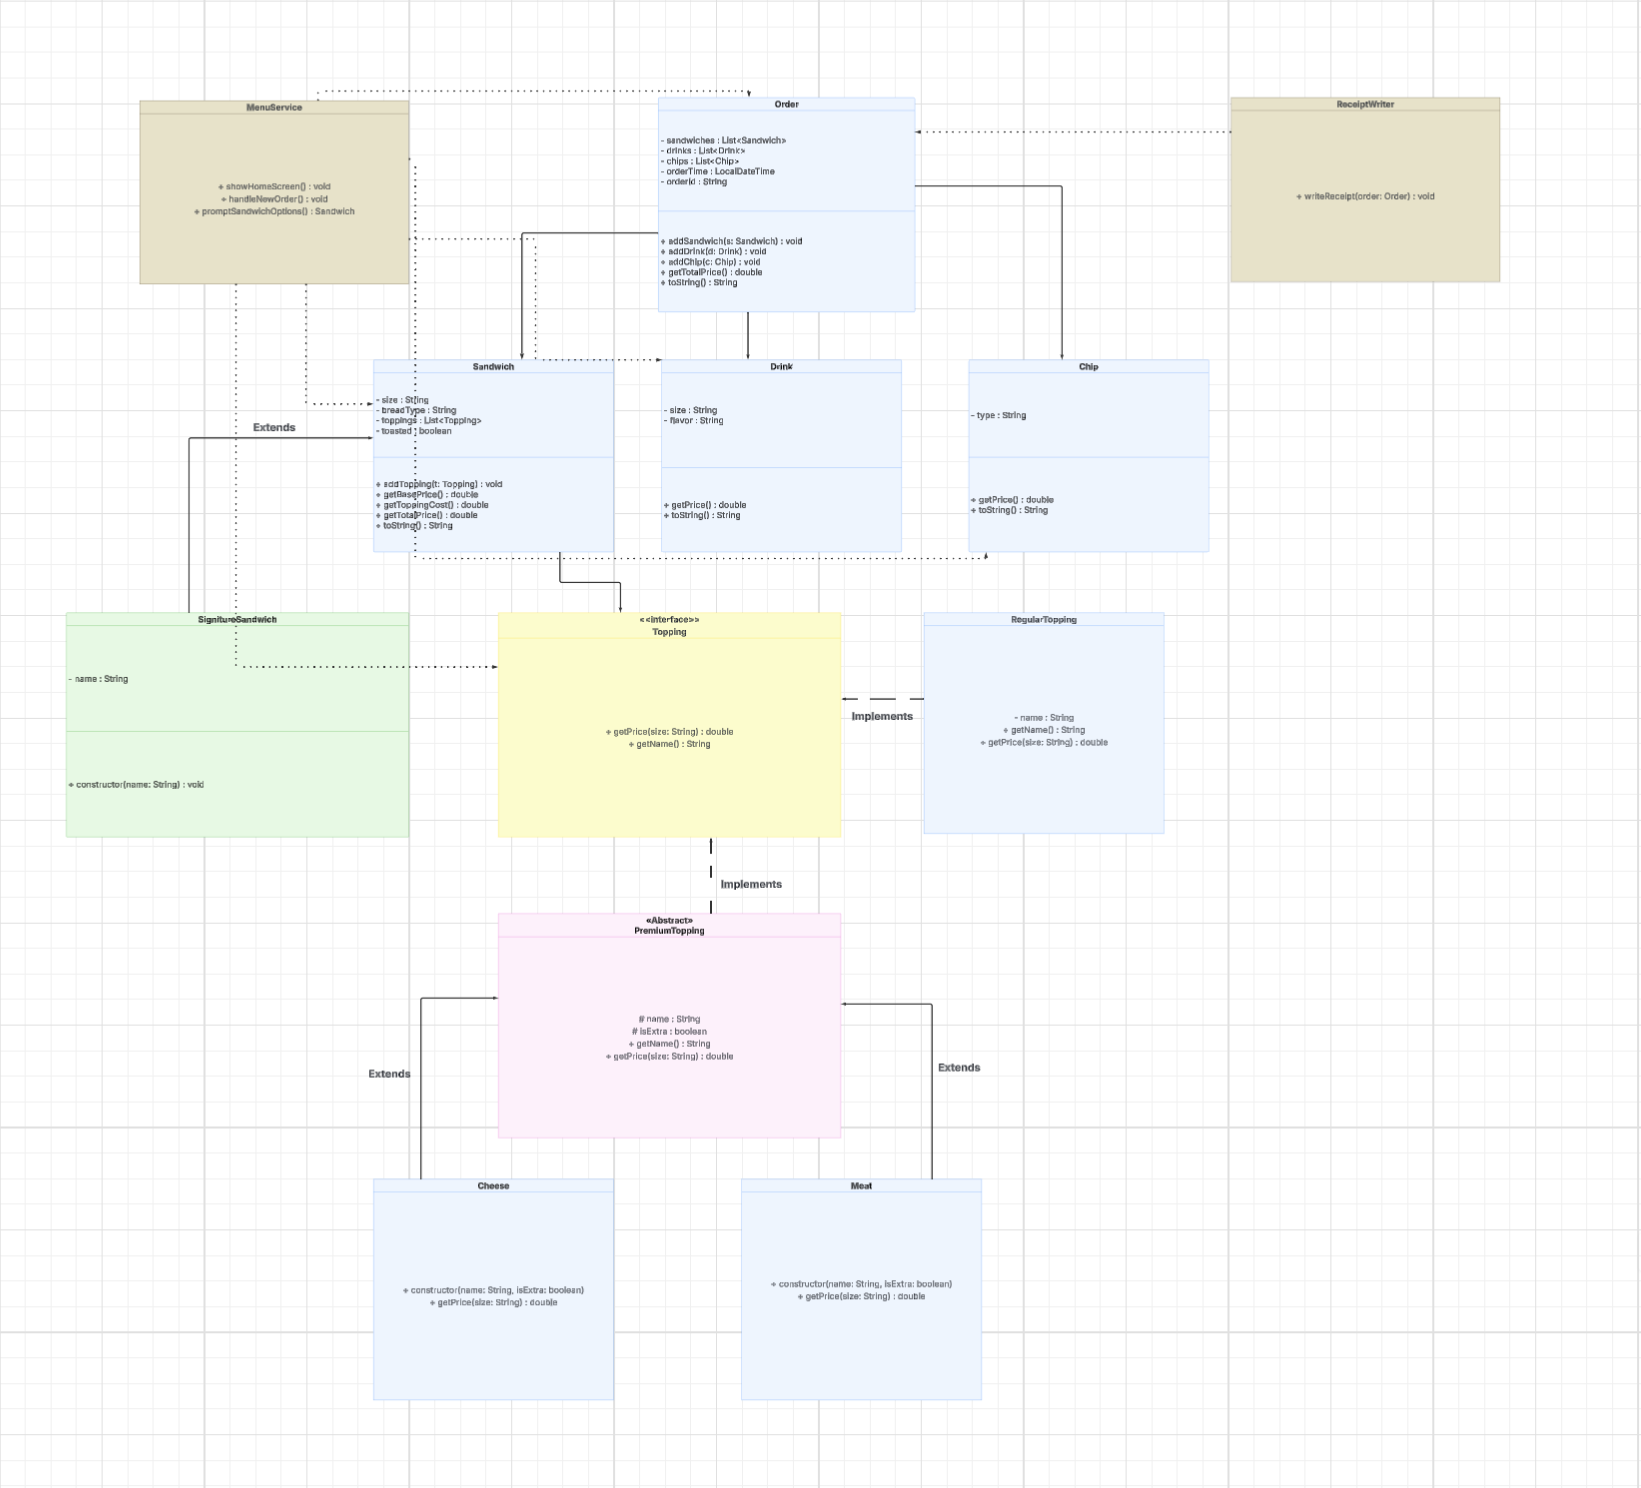 MenuService
+ showHomeScreen() : void
+ handleNewOrder() : void
+ promptSandwichOptions() : Sandwich
Order
- sandwiches : List<Sandwich>
- drinks : List<Drink>
- chips : List<Chip>
- orderTime : LocalDateTime
- orderId : String
+ addSandwich(s: Sandwich) : void
+ addDrink(d: Drink) : void
+ addChip(c: Chip) : void
+ getTotalPrice() : double
+ toString() : String
ReceiptWriter
+ writeReceipt(order: Order) : void
Sandwich
- size : String
- breadType : String
- toppings : List<Topping>
- toasted : boolean
+ addTopping(t: Topping) : void
+ getBasePrice() : double
+ getToppingCost() : double
+ getTotalPrice() : double
+ toString() : String
Drink
- size : String
- flavor : String
+ getPrice() : double
+ toString() : String
Chip
- type : String
+ getPrice() : double
+ toString() : String
Extends
SignitureSandwich
- name : String
+ constructor(name: String) : void
<<interface>>
Topping
+ getPrice(size: String) : double
+ getName() : String
Implements
RegularTopping
- name : String
+ getName() : String
+ getPrice(size: String) : double
Implements
«Abstract»
PremiumTopping
# name : String
# isExtra : boolean
+ getName() : String
+ getPrice(size: String) : double
Extends
Extends
Cheese
+ constructor(name: String, isExtra: boolean)
+ getPrice(size: String) : double
Meat
+ constructor(name: String, isExtra: boolean)
+ getPrice(size: String) : double